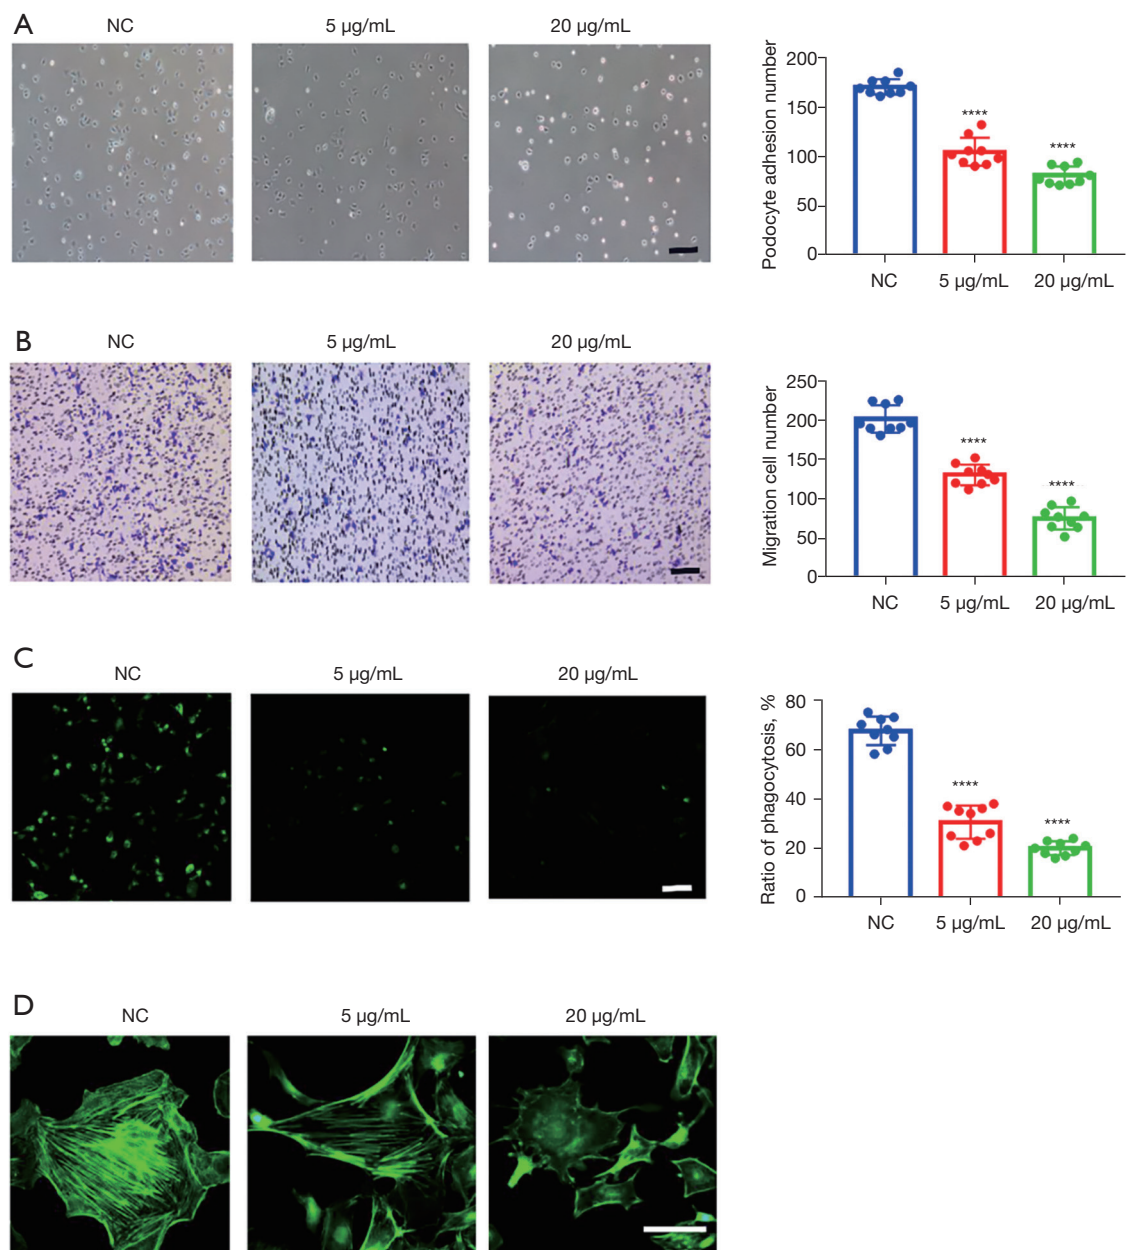 A
NC
5 µg/mL
20 µg/mL
Podocyte adhesion number
200
150
100
50
0
****
****
NC
5 µg/mL
20 µg/mL
B
NC
5 µg/mL
20 µg/mL
Migration cell number
250
200
150
100
50
0
****
****
NC
5 µg/mL
20 µg/mL
C
NC
5 µg/mL
20 µg/mL
Ratio of phagocytosis, %
80
60
40
20
0
****
****
NC
5 µg/mL
20 µg/mL
D
NC
5 µg/mL
20 µg/mL